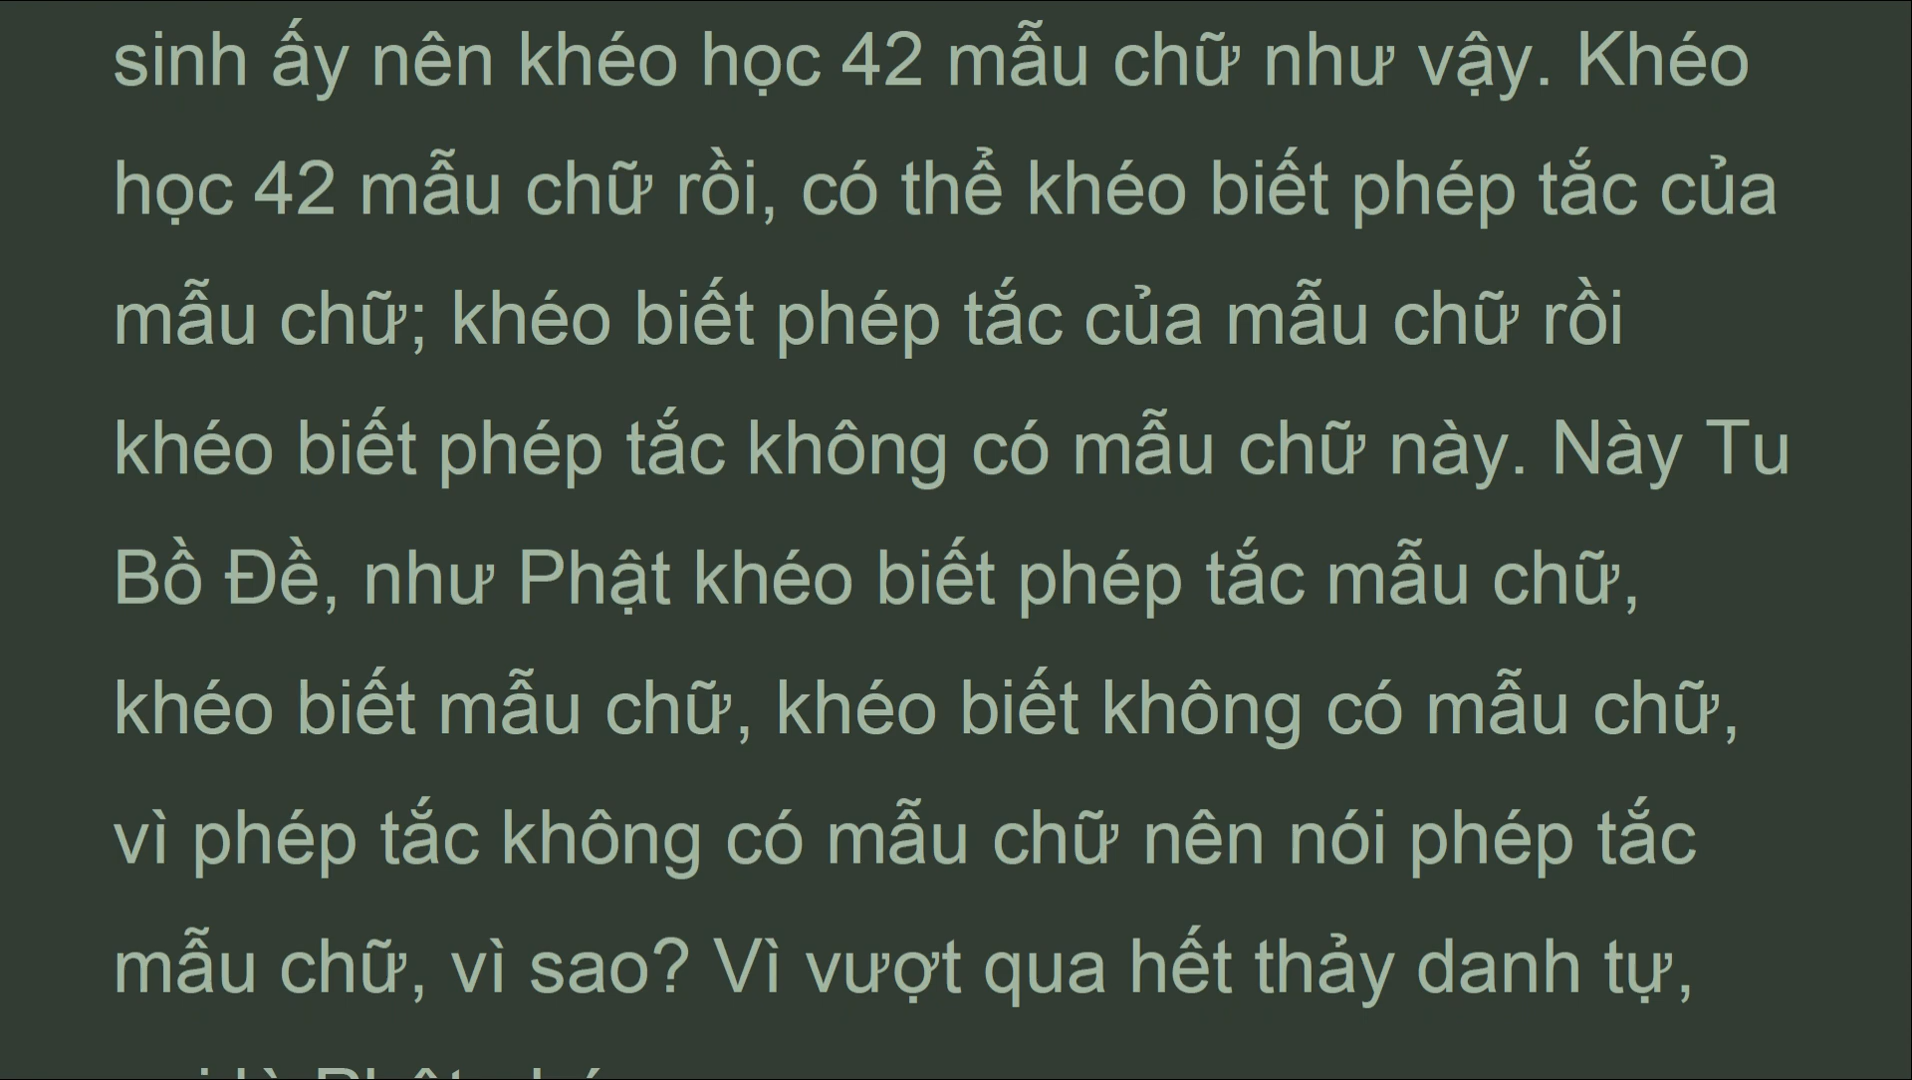 sinh ấy nên khéo học 42 mẫu chữ như vậy. Khéo
học 42 mẫu chữ rồi, có thể khéo biết phép tắc của
mẫu chữ; khéo biết phép tắc của mẫu chữ rồi
khéo biết phép tắc không có mẫu chữ này. Này Tu
Bồ Đề, như Phật khéo biết phép tắc mẫu chữ,
khéo biết mẫu chữ, khéo biết không có mẫu chữ,
vì phép tắc không có mẫu chữ nên nói phép tắc
mẫu chữ, vì sao? Vì vượt qua hết thảy danh tự,